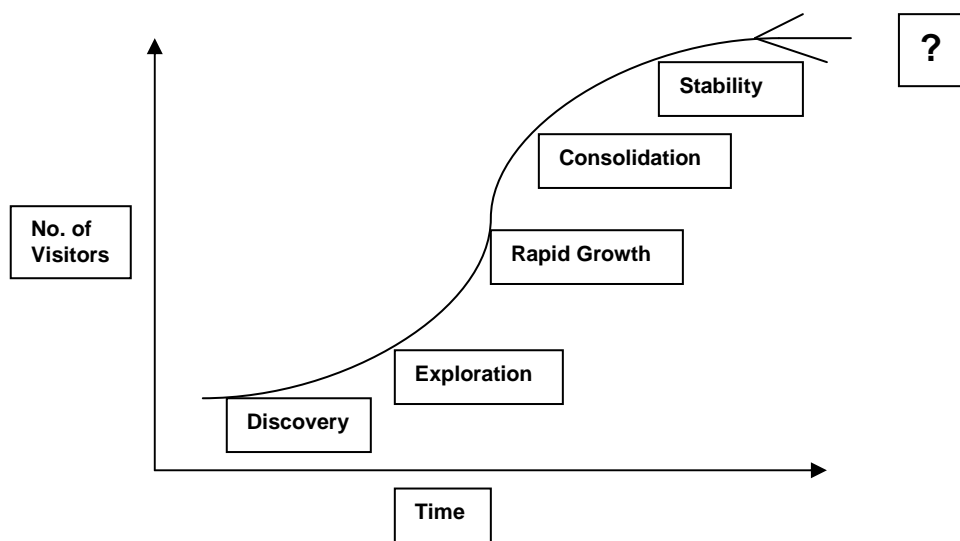 ?
Stability
Consolidation
No. of
Visitors
Rapid Growth
Exploration
Discovery
Time